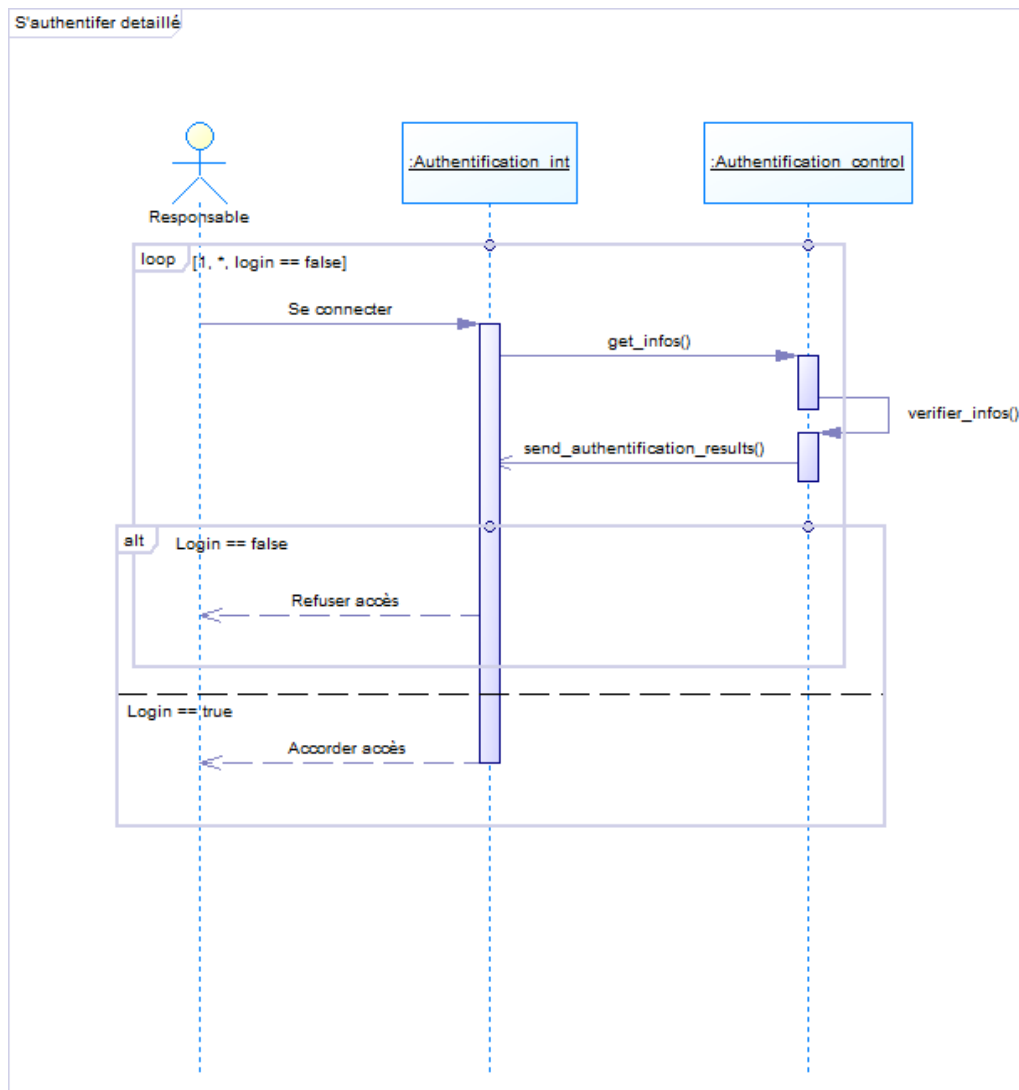 S'authentifer detaillé
:Authentification_int
:Authentification_control
Responsable
loop
[1, *, login == false]
Se connecter
get_infos()
verifier_infos()
send_authentification_results()
alt
Login == false
Refuser accès
Login == true
Accorder accès